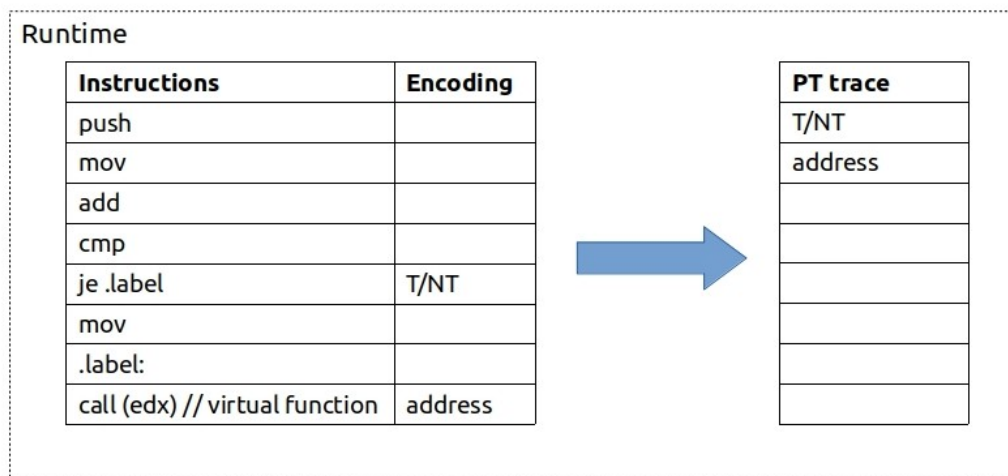 Runtime
Instructions Encoding
push
mov
add
cmp
je .label T/NT
mov
.label:
call (edx) // virtual function address
PT trace
T/NT
address